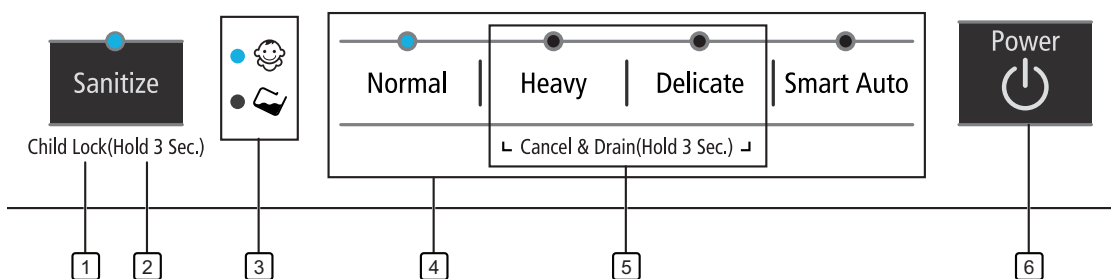 Sanitize
Child Lock(Hold 3 Sec.)
Normal
Heavy
Delicate
Smart Auto
Cancel & Drain(Hold 3 Sec.)
Power
1
2
3
4
5
6